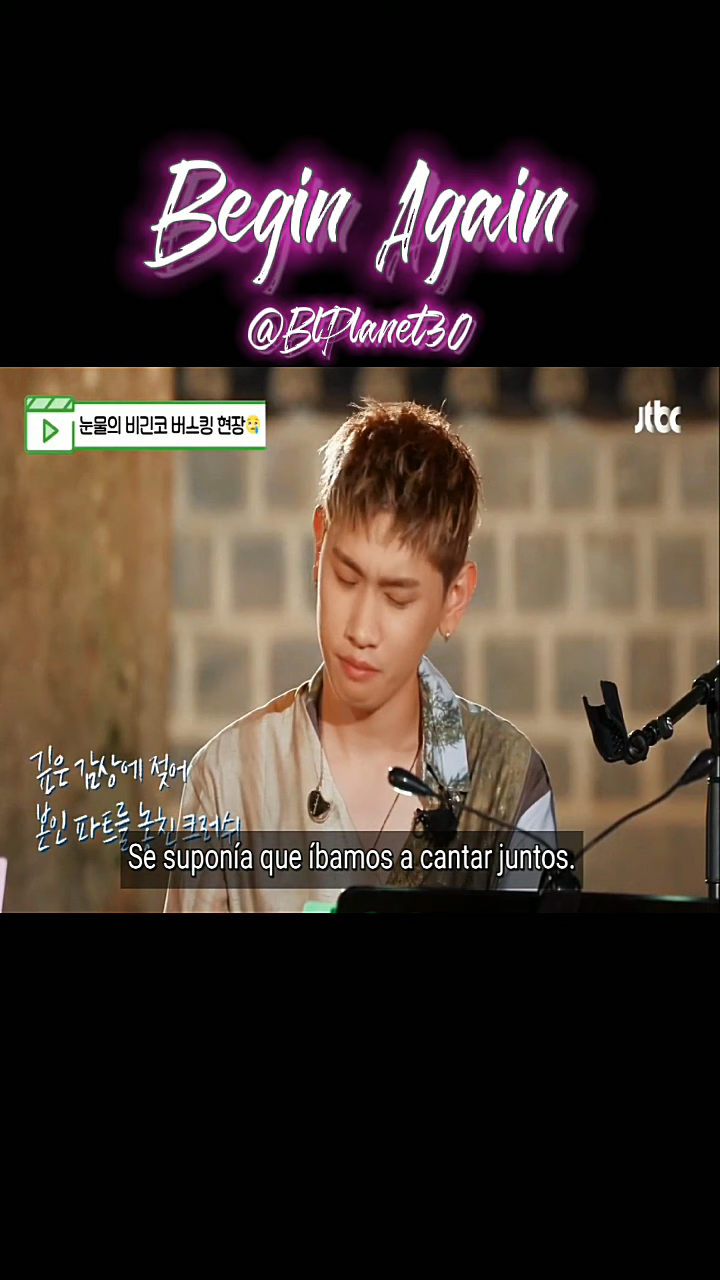 Begin Again
@BlPlanet30
눈물의 비긴코 버스킹 현장😢
jtbc
깊은 감상에 젖어
본인 파트를 놓친 크러쉬
Se suponía que íbamos a cantar juntos.